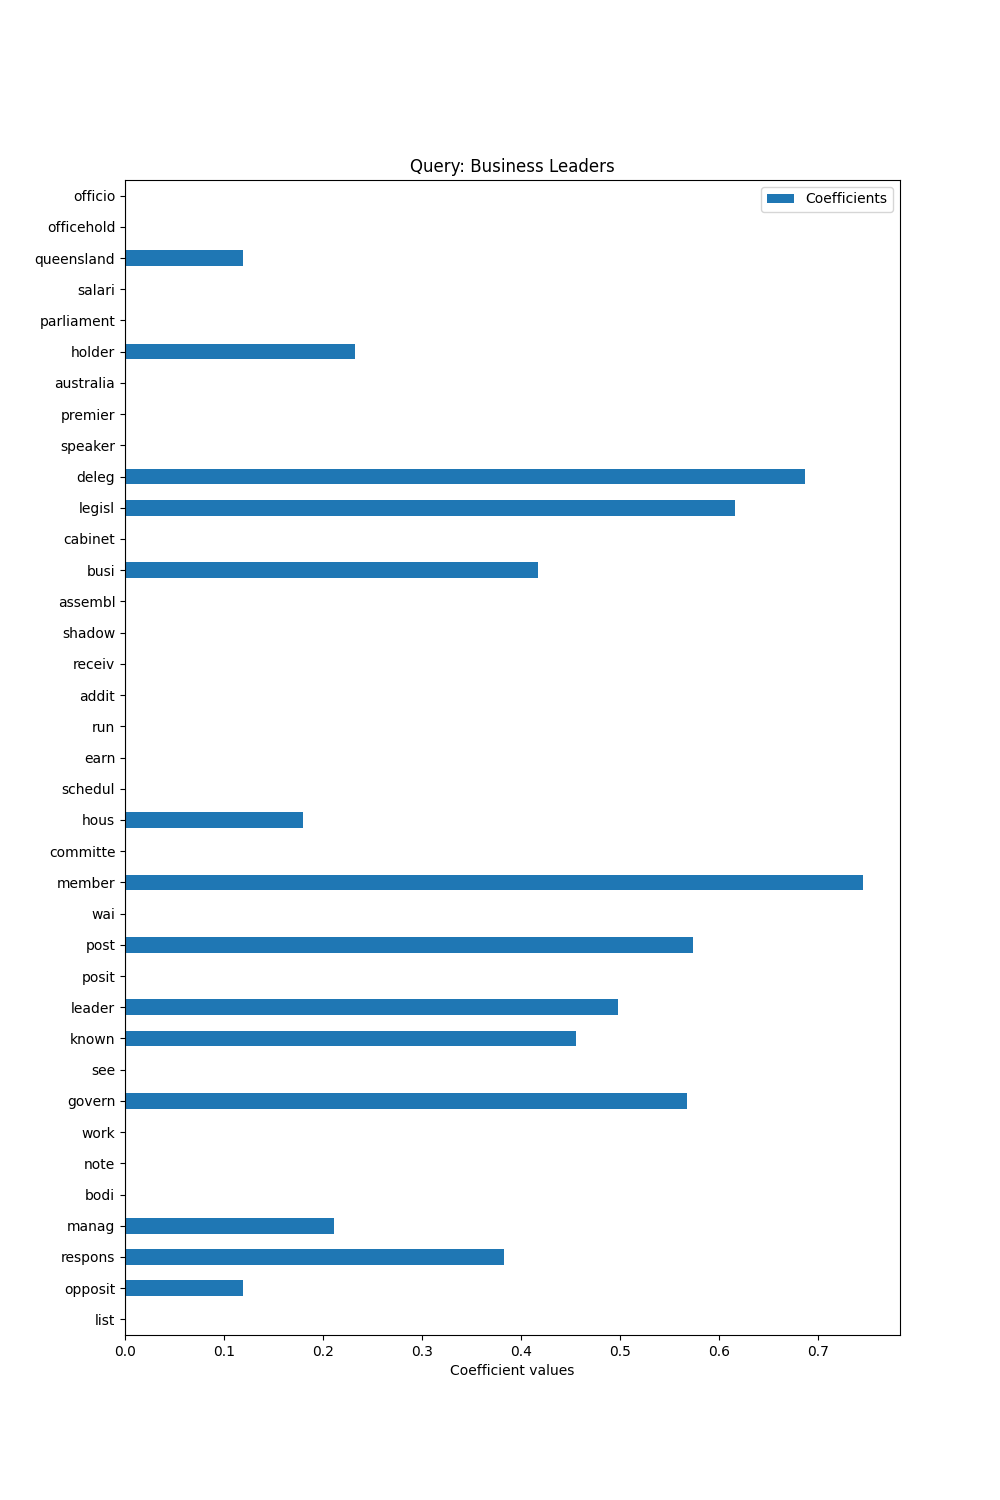 Query: Business Leaders
Coefficients
officio
officehold
queensland
salari
parliament
holder
australia
premier
speaker
deleg
legisl
cabinet
busi
assembl
shadow
receiv
addit
run
earn
schedul
hous
committe
member
wai
post
posit
leader
known
see
govern
work
note
bodi
manag
respons
opposit
list
0.0 0.1 0.2 0.3 0.4 0.5 0.6 0.7
Coefficient values